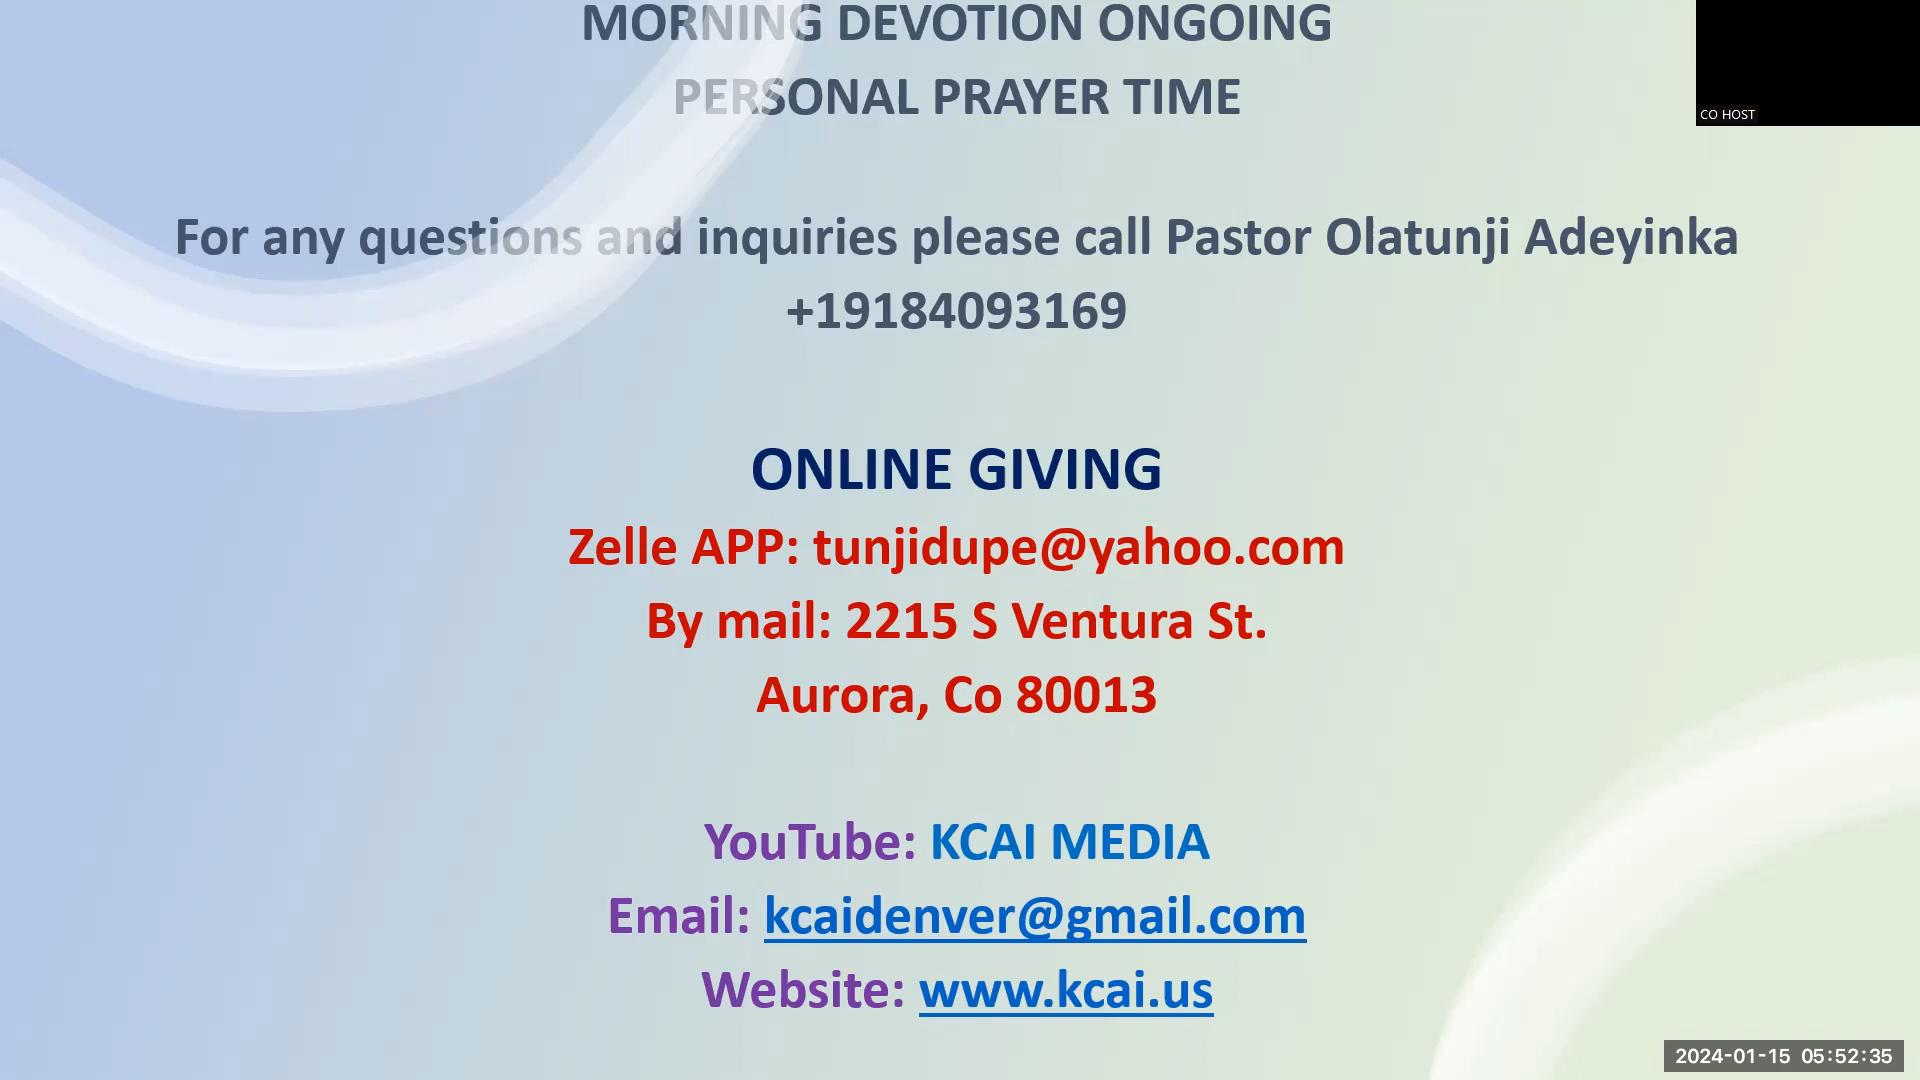 MORNING DEVOTION ONGOING
PERSONAL PRAYER TIME
CO HOST
For any questions and inquiries please call Pastor Olatunji Adeyinka
+19184093169
ONLINE GIVING
Zelle APP: tunjidupe@yahoo.com
By mail: 2215 S Ventura St.
Aurora, Co 80013
YouTube: KCAI MEDIA
Email: kcaidenver@gmail.com
Website: www.kcai.us
2024-01-15 05:52:35